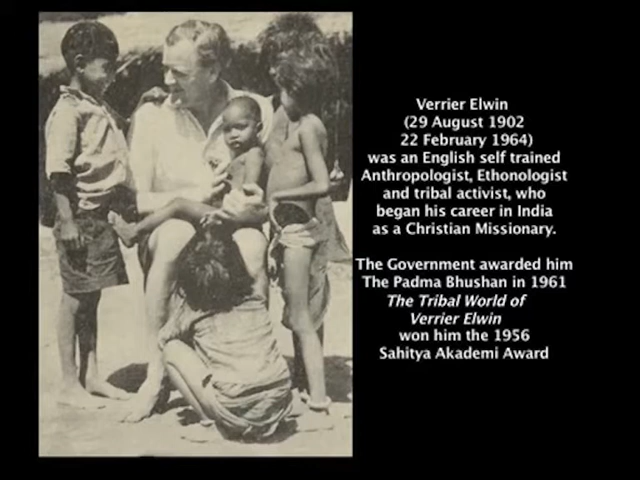 Verrier Elwin
(29 August 1902
22 February 1964)
was an English self trained
Anthropologist, Ethonologist
and tribal activist, who
began his career in India
as a Christian Missionary.
The Government awarded him
The Padma Bhushan in 1961
The Tribal World of
Verrier Elwin
won him the 1956
Sahitya Akademi Award